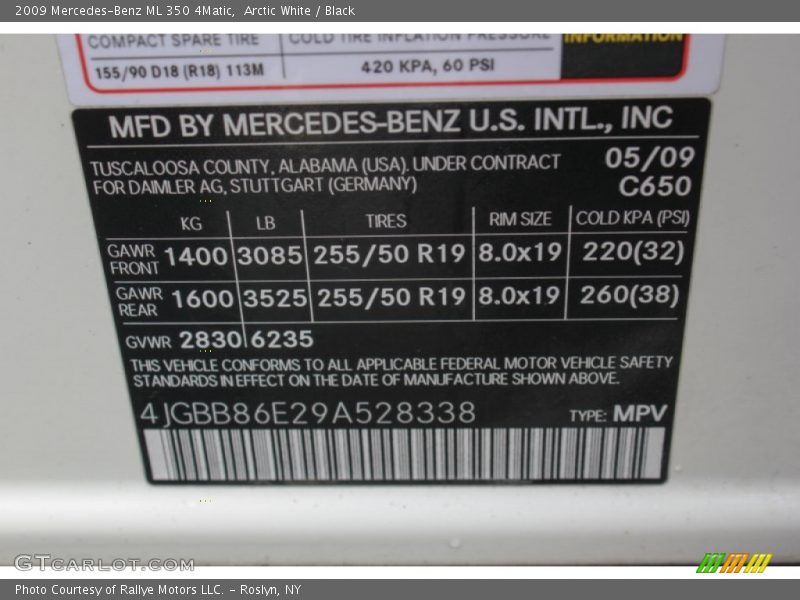 2009 Mercedes-Benz ML 350 4Matic, Arctic White / Black
COMPACT SPARE TIRE COLD TIRE INFLATION PRESSURE INFORMATION
155/90 D18 (R18) 113M 420 KPA, 60 PSI
MFD BY MERCEDES-BENZ U.S. INTL., INC
TUSCALOOSA COUNTY, ALABAMA (USA). UNDER CONTRACT 05/09
FOR DAIMLER AG, STUTTGART (GERMANY) C650
KG LB TIRES RIM SIZE COLD KPA (PSI)
GAWR FRONT 1400 3085 255/50 R19 8.0x19 220(32)
GAWR REAR 1600 3525 255/50 R19 8.0x19 260(38)
GVWR 2830 6235
THIS VEHICLE CONFORMS TO ALL APPLICABLE FEDERAL MOTOR VEHICLE SAFETY
STANDARDS IN EFFECT ON THE DATE OF MANUFACTURE SHOWN ABOVE.
4JGBB86E29A528338 TYPE: MPV
GTCARLOT.COM
Photo Courtesy of Rallye Motors LLC. - Roslyn, NY